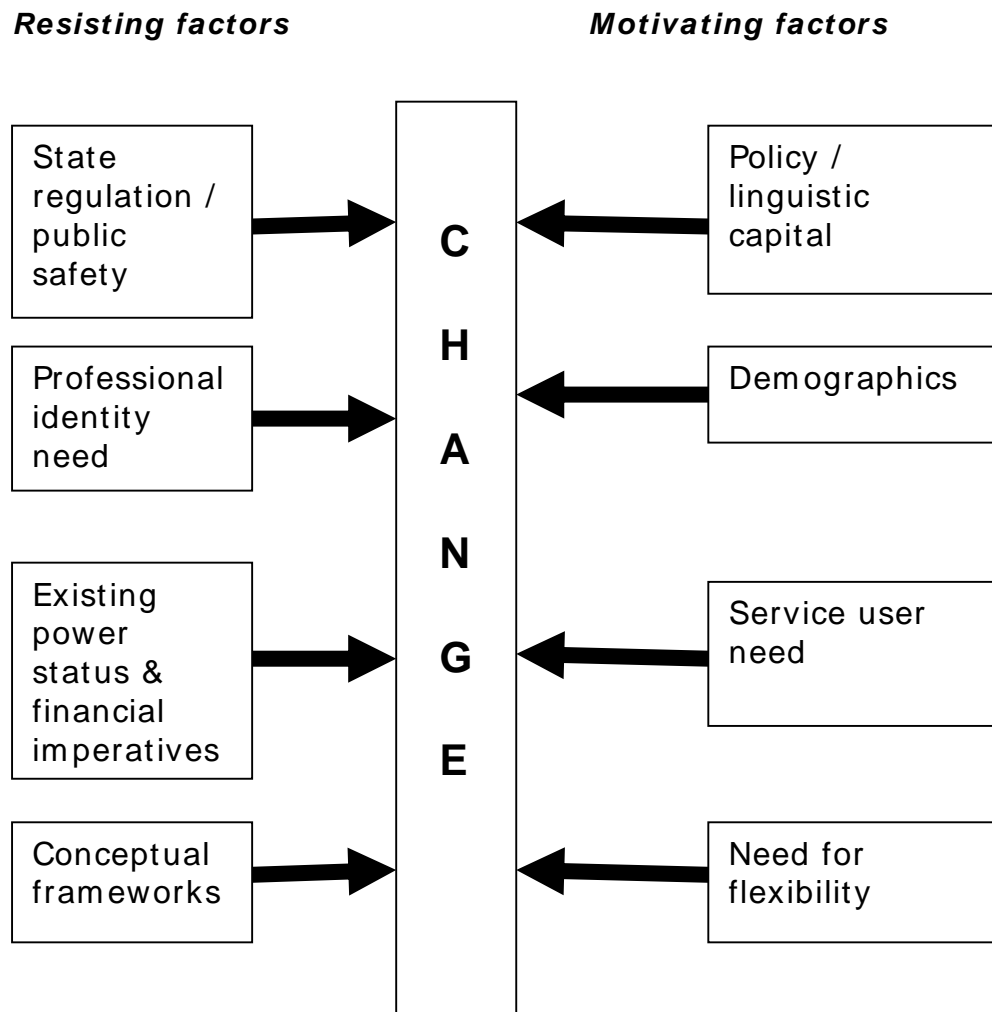 Resisting factors
Motivating factors
State
regulation /
public
safety
Professional
identity
need
Existing
power
status &
financial
imperatives
Conceptual
frameworks
C
H
A
N
G
E
Policy /
linguistic
capital
Demographics
Service user
need
Need for
flexibility